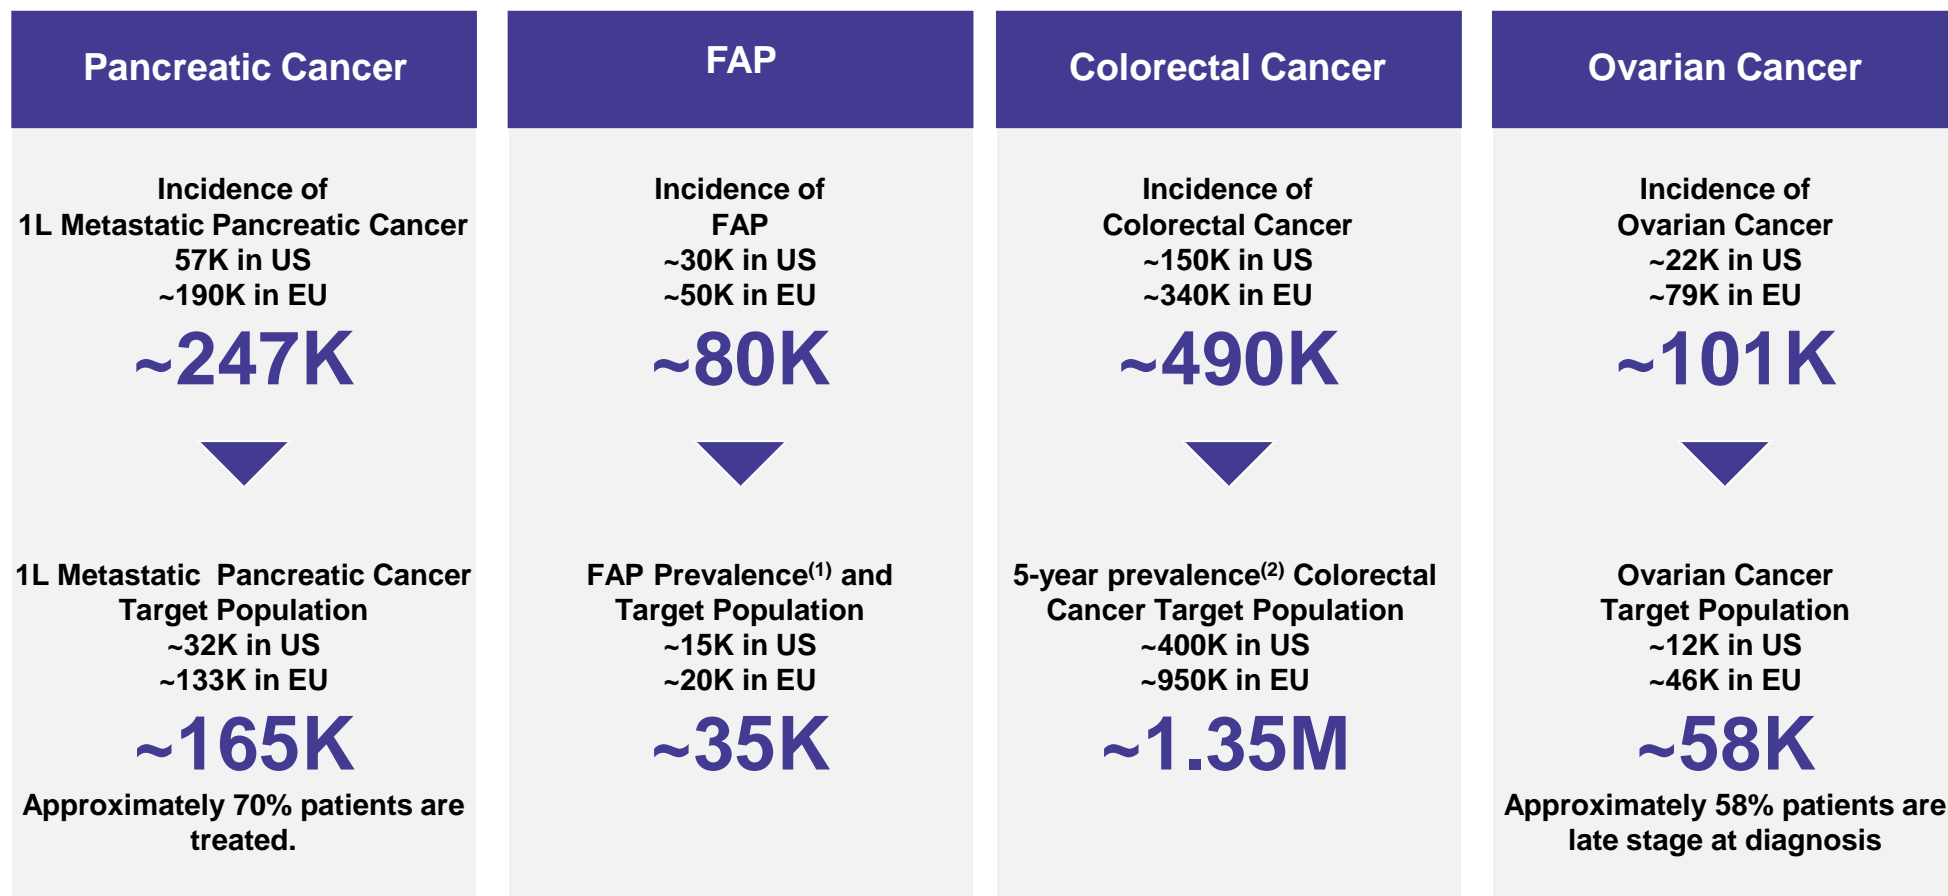 Pancreatic Cancer
Incidence of
1L Metastatic Pancreatic Cancer
57K in US
~190K in EU
~247K
1L Metastatic  Pancreatic Cancer
Target Population
~32K in US
~133K in EU
~165K
Approximately 70% patients are
treated.
FAP
Incidence of
FAP
~30K in US
~50K in EU
~80K
FAP Prevalence(1) and
Target Population
~15K in US
~20K in EU
~35K
Colorectal Cancer
Incidence of
Colorectal Cancer
~150K in US
~340K in EU
~490K
5-year prevalence(2) Colorectal
Cancer Target Population
~400K in US
~950K in EU
~1.35M
Ovarian Cancer
Incidence of
Ovarian Cancer
~22K in US
~79K in EU
~101K
Ovarian Cancer
Target Population
~12K in US
~46K in EU
~58K
Approximately 58% patients are
late stage at diagnosis